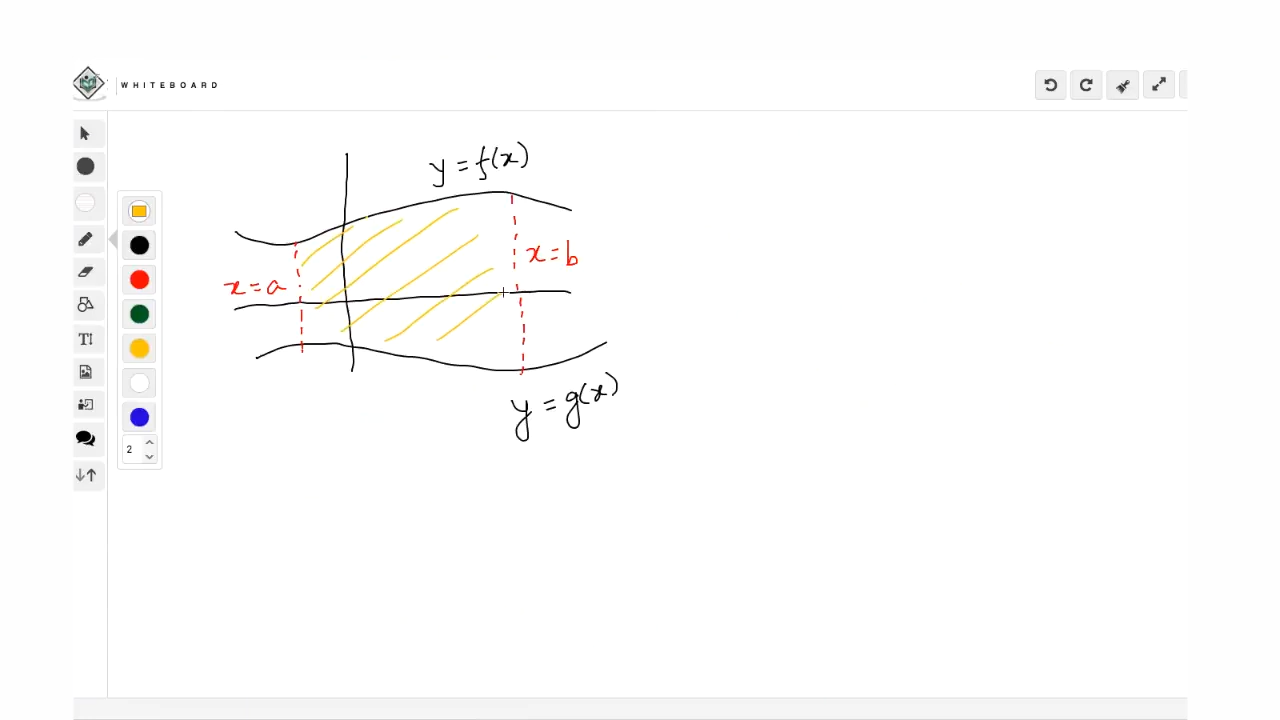 WHITEBOARD
y = f(x)
x = b
x = a
y = g(x)
T
2